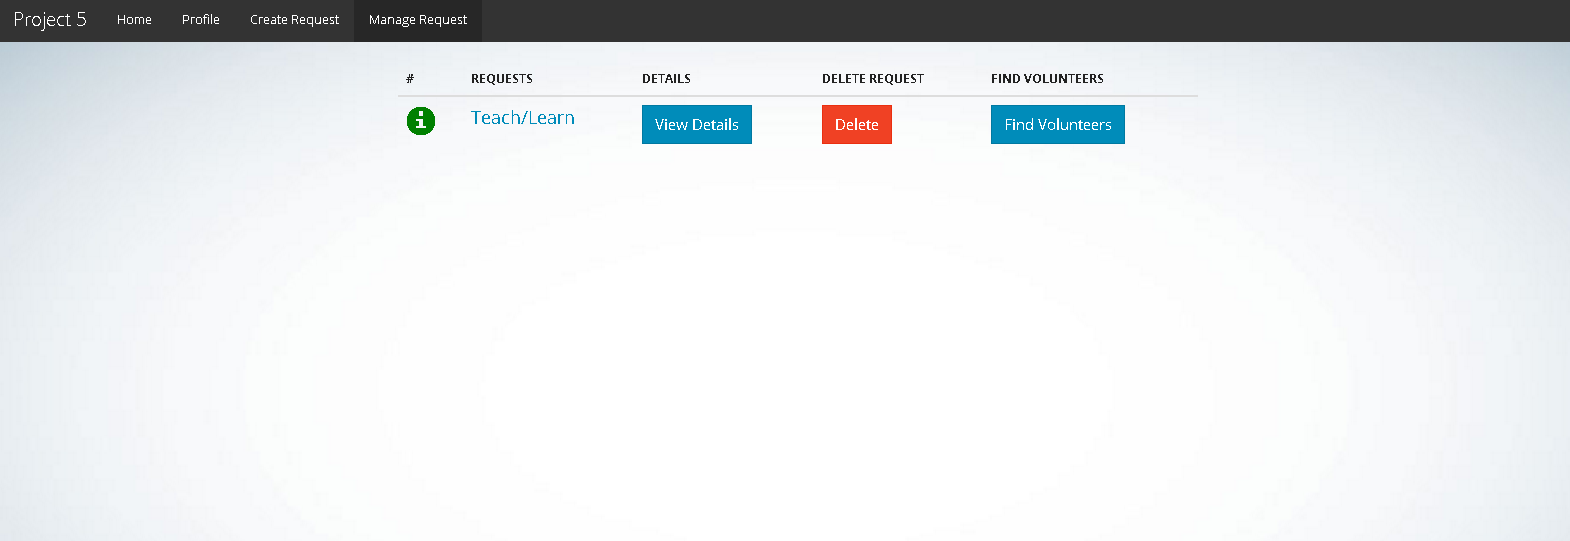 Project 5 Home Profile Create Request Manage Request
# REQUESTS DETAILS DELETE REQUEST FIND VOLUNTEERS
Teach/Learn View Details Delete Find Volunteers